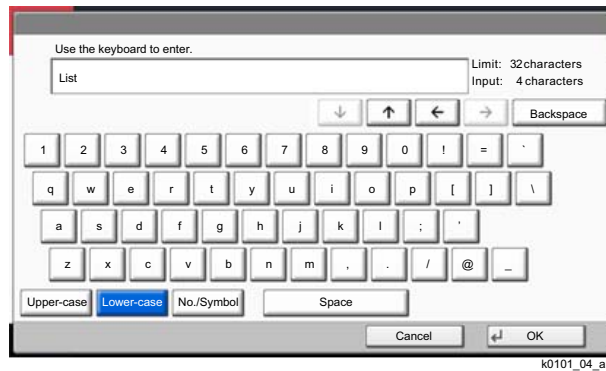 Use the keyboard to enter.
List
Limit: 32characters
Input: 4 characters
Backspace
1 2 3 4 5 6 7 8 9 0 ! = `
q w e r t y u i o p [ ] \
a s d f g h j k l ; '
z x c v b n m , . / @ _
Upper-case Lower-case No./Symbol Space
Cancel OK
k0101_04_a